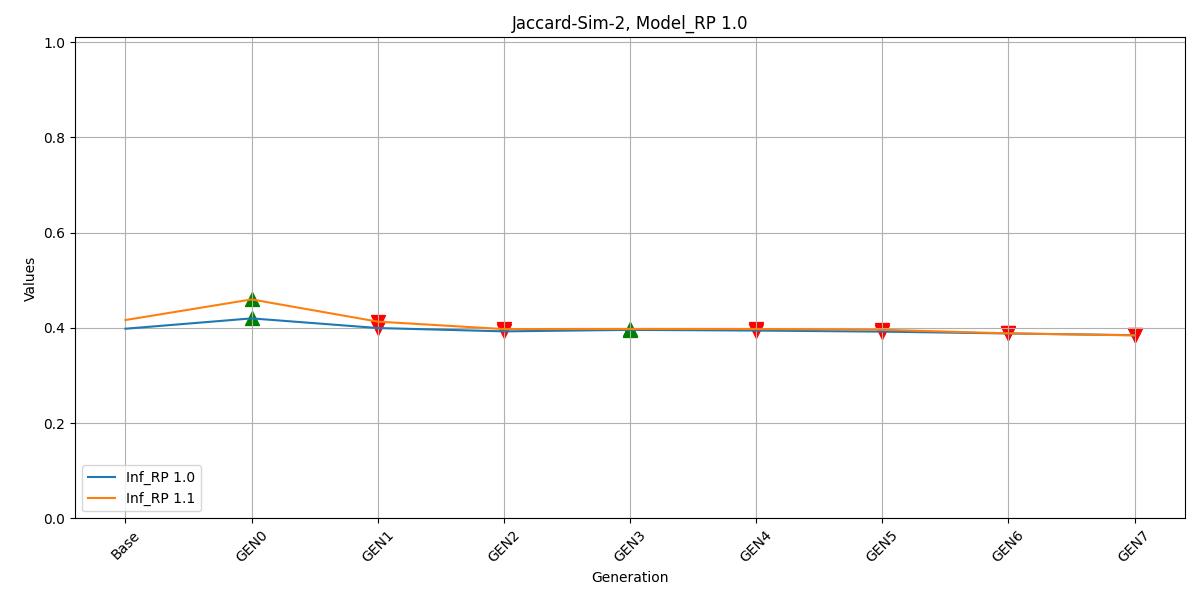 Jaccard-Sim-2, Model_RP 1.0
Values
1.0
0.8
0.6
0.4
0.2
0.0
Inf_RP 1.0
Inf_RP 1.1
Base
GEN0
GEN1
GEN2
GEN3
GEN4
GEN5
GEN6
GEN7
Generation